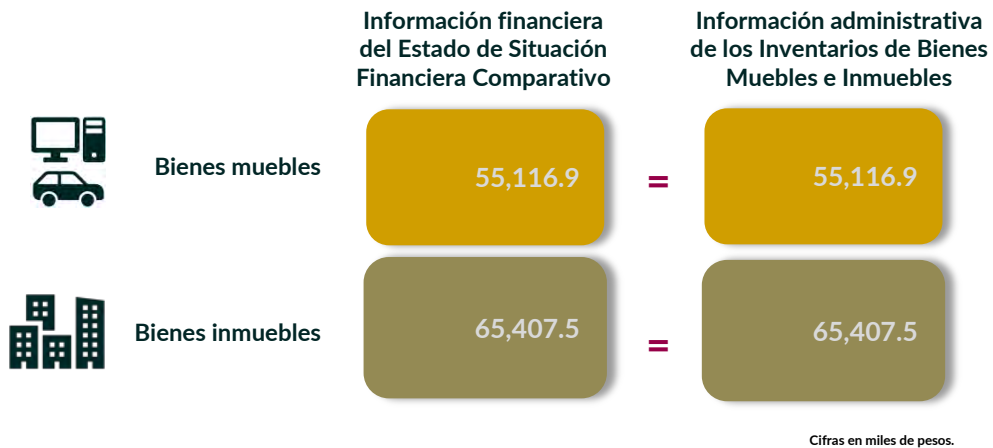 Información financiera
del Estado de Situación
Financiera Comparativo
Información administrativa
de los Inventarios de Bienes
Muebles e Inmuebles
Bienes muebles
55,116.9
=
55,116.9
Bienes inmuebles
65,407.5
=
65,407.5
Cifras en miles de pesos.